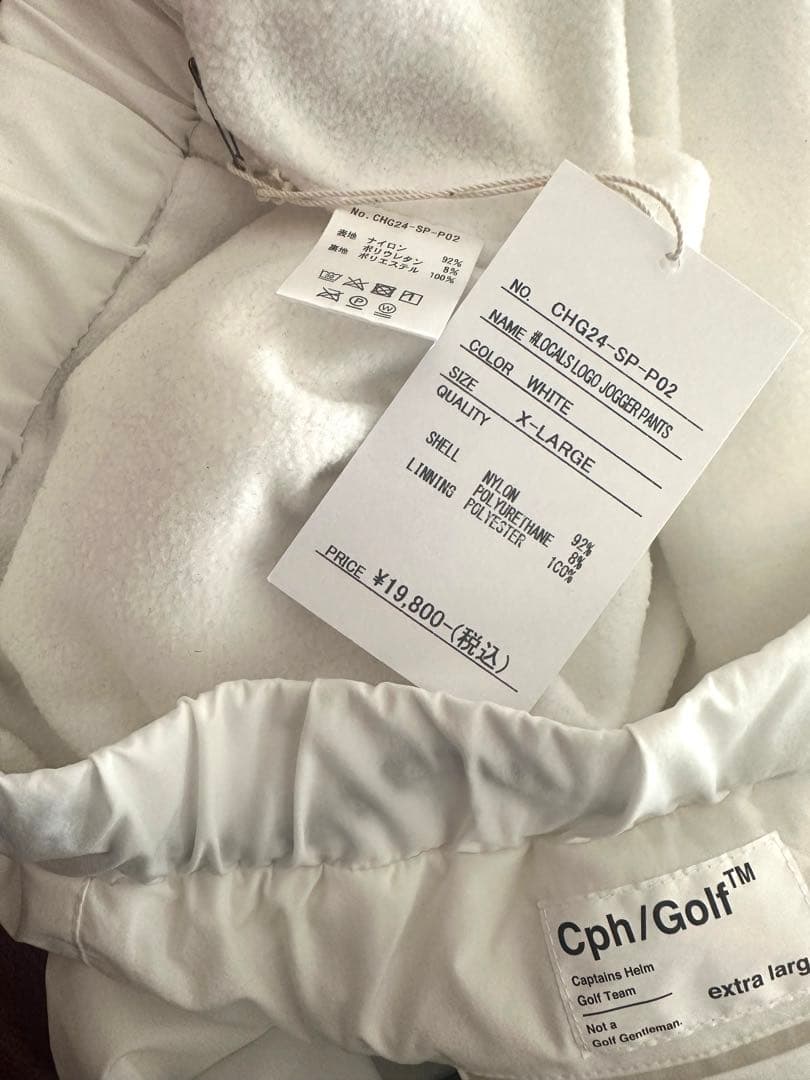 No. CHG24-SP-P02
表地 ナイロン 92%
ポリウレタン 8%
裏地 ポリエステル 100%
P W
NO. CHG24-SP-P02
NAME #LOCALS LOGO JOGGER PANTS
COLOR WHITE
SIZE X-LARGE
QUALITY
SHELL NYLON 92%
POLYURETHANE 8%
LINNING POLYESTER 100%
PRICE ¥19,800-(税込)
Cph/Golf™
Captains Helm
Golf Team
extra larg
Not a
Golf Gentleman.